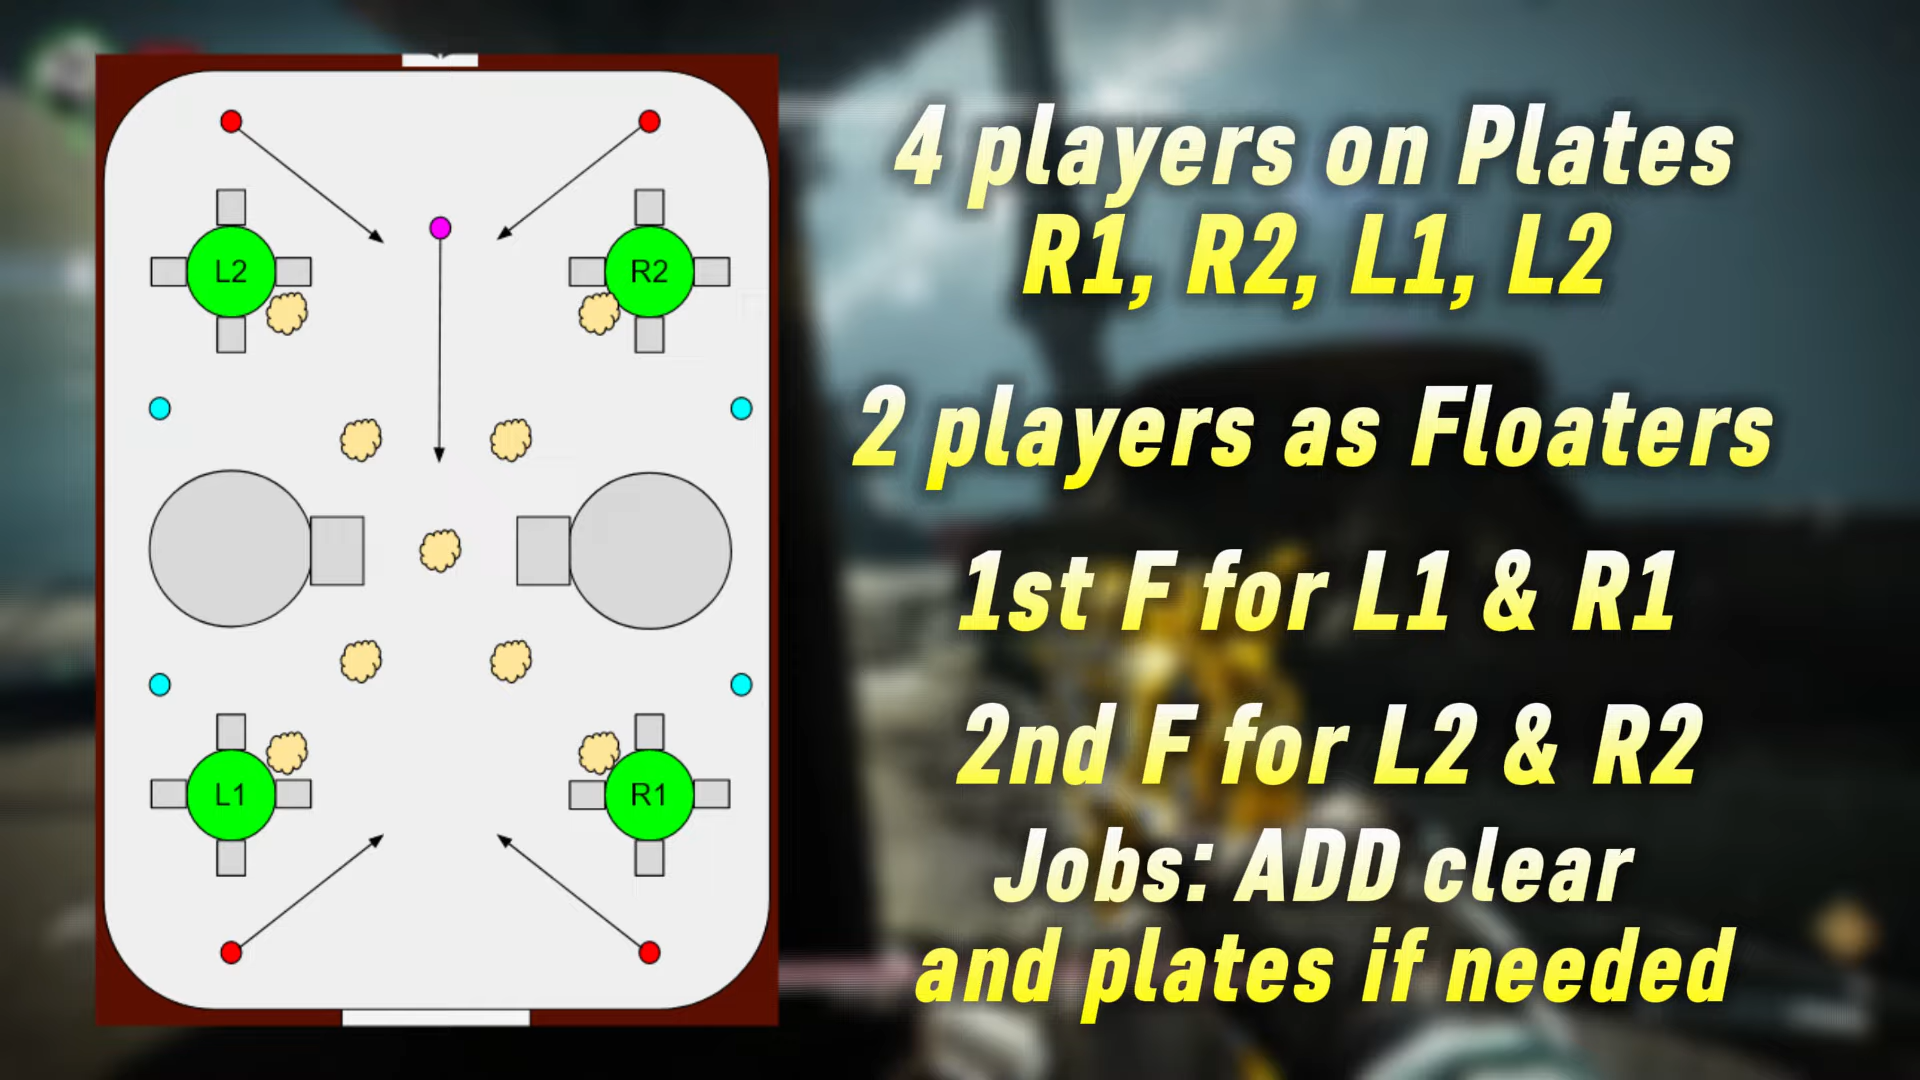 L2
R2
L1
R1
4 players on Plates
R1, R2, L1, L2
2 players as Floaters
1st F for L1 & R1
2nd F for L2 & R2
Jobs: ADD clear
and plates if needed